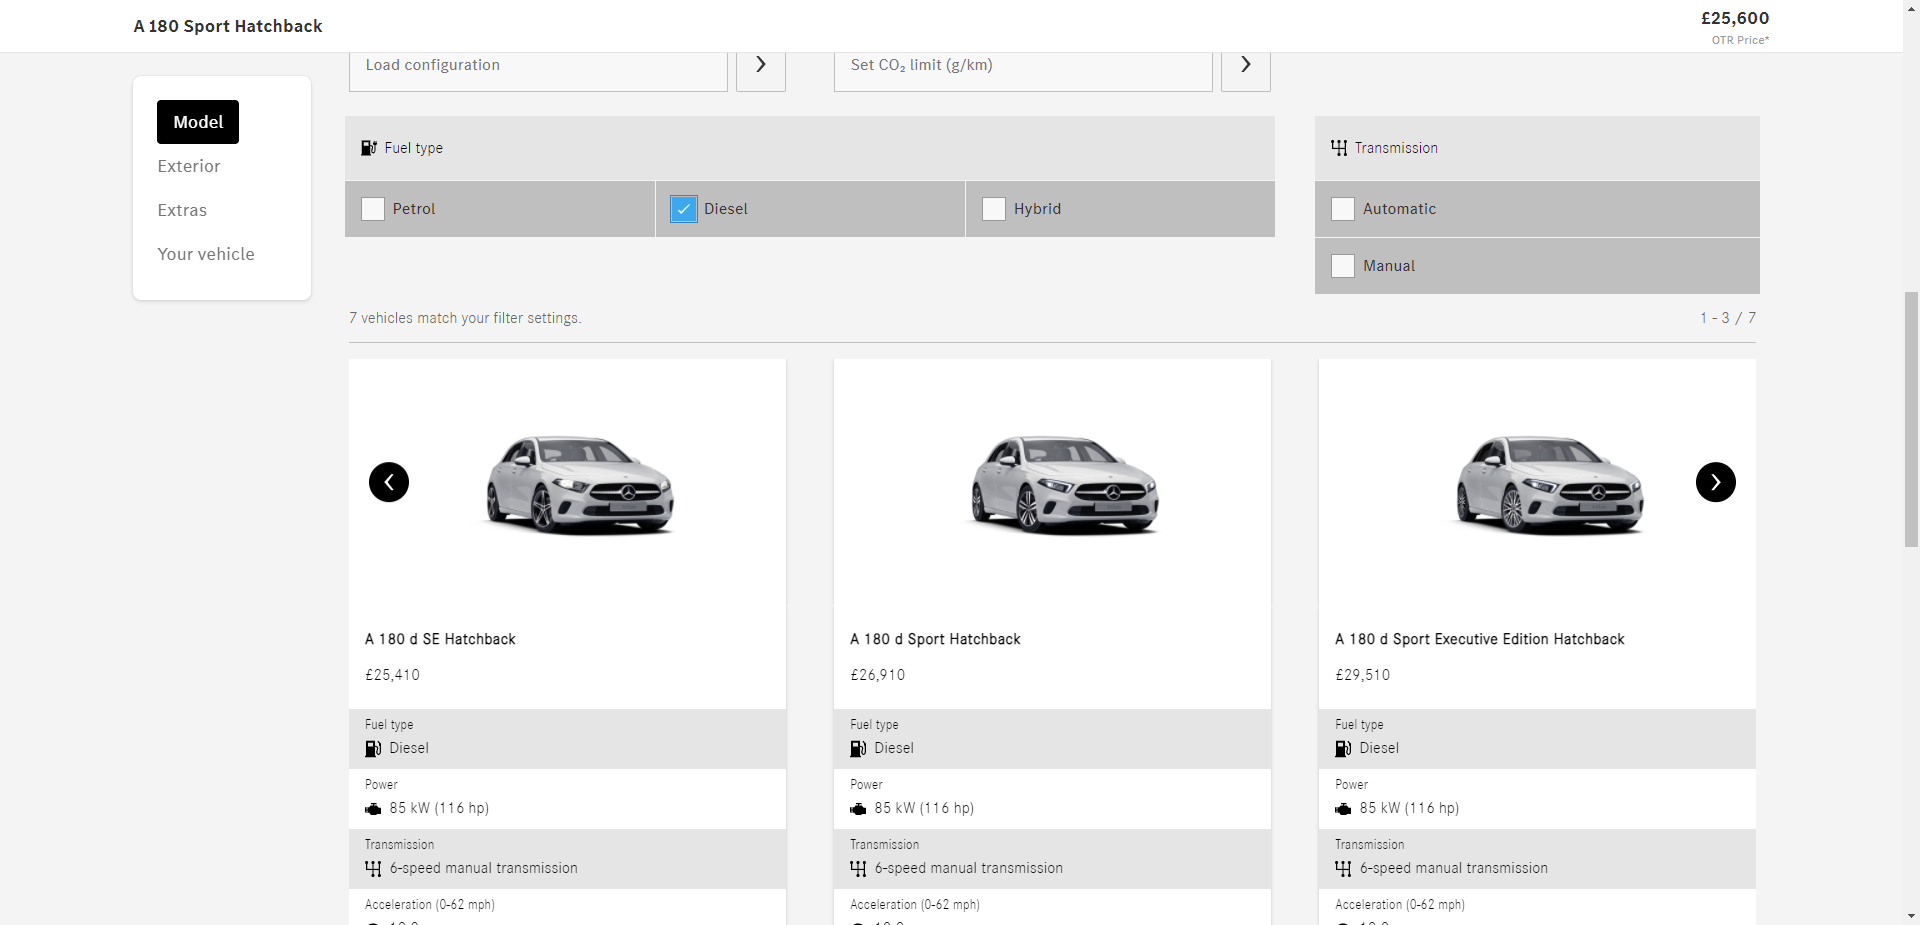 A 180 Sport Hatchback
£25,600
OTR Price*
Load configuration
Set CO₂ limit (g/km)
Model
Exterior
Extras
Your vehicle
Fuel type
Petrol
Diesel
Hybrid
Transmission
Automatic
Manual
7 vehicles match your filter settings.
1 - 3 / 7
A 180 d SE Hatchback
£25,410
Fuel type
Diesel
Power
85 kW (116 hp)
Transmission
6-speed manual transmission
Acceleration (0-62 mph)
A 180 d Sport Hatchback
£26,910
Fuel type
Diesel
Power
85 kW (116 hp)
Transmission
6-speed manual transmission
Acceleration (0-62 mph)
A 180 d Sport Executive Edition Hatchback
£29,510
Fuel type
Diesel
Power
85 kW (116 hp)
Transmission
6-speed manual transmission
Acceleration (0-62 mph)